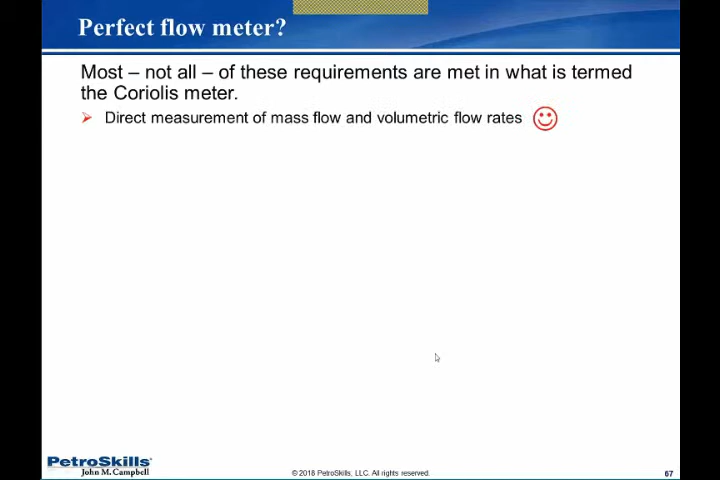 Perfect flow meter?
Most – not all – of these requirements are met in what is termed
the Coriolis meter.
Direct measurement of mass flow and volumetric flow rates
PetroSkills
John M. Campbell
© 2018 PetroSkills, LLC. All rights reserved.
67